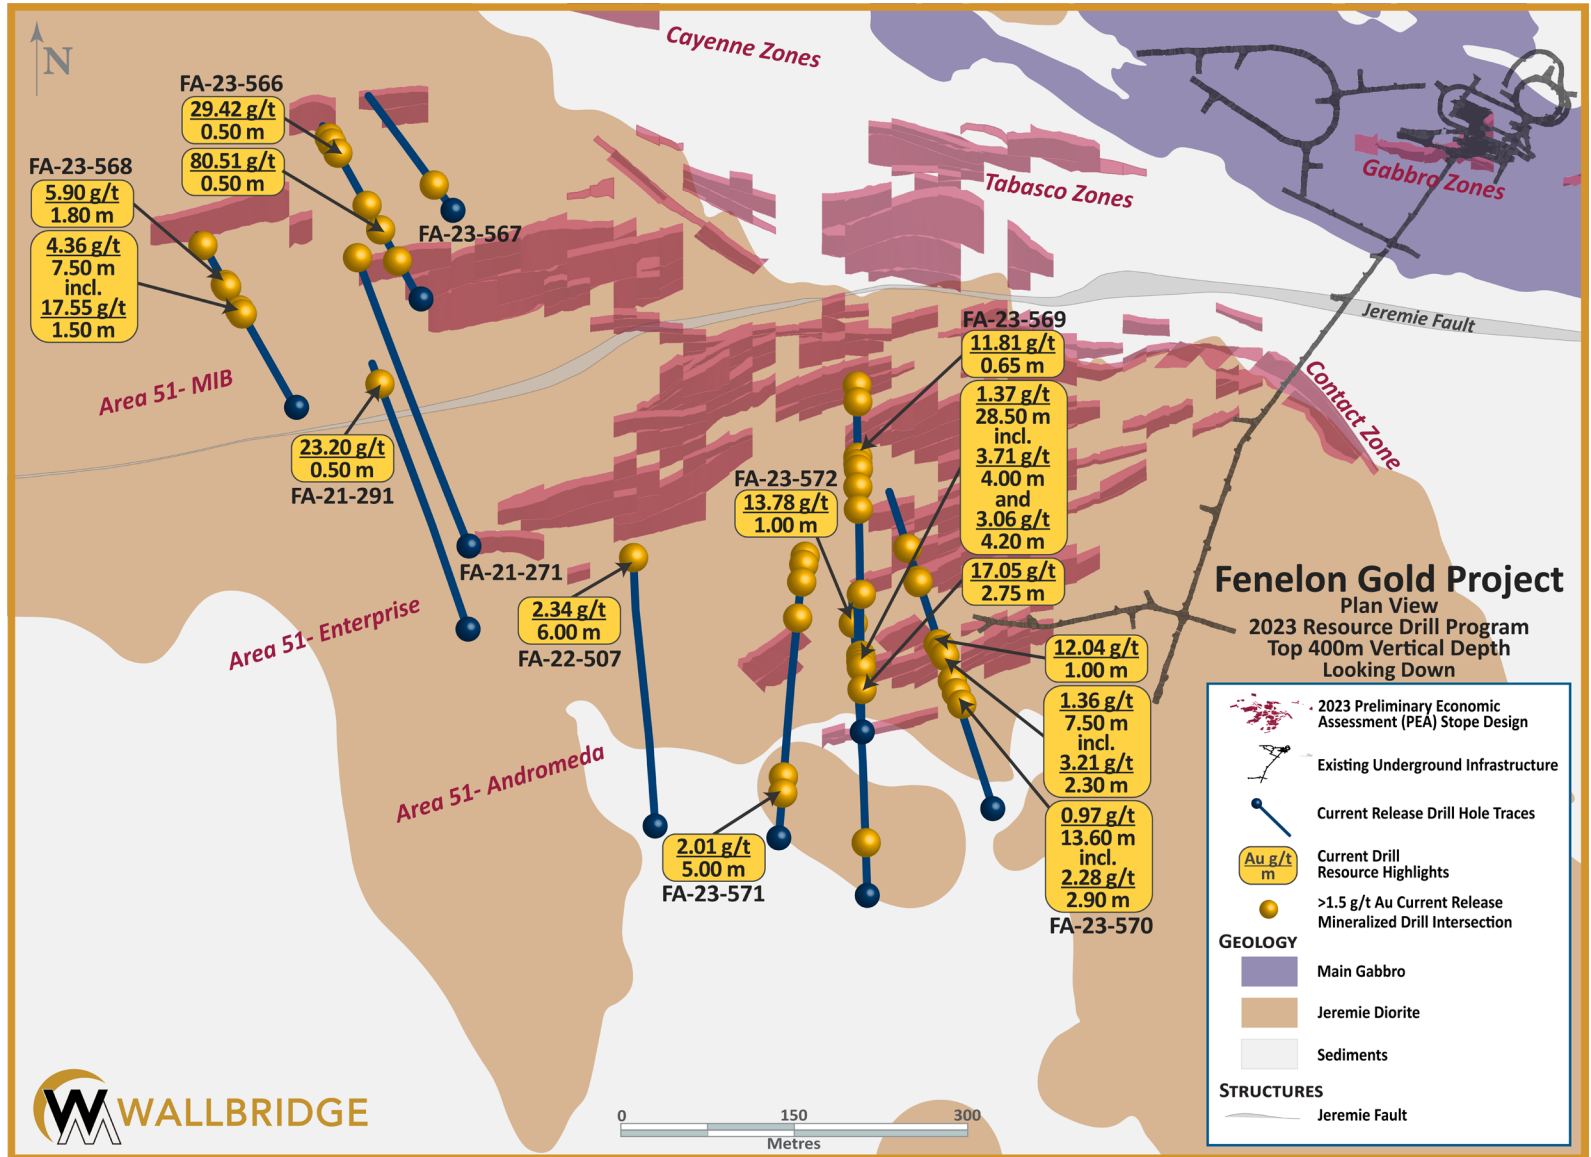 N
Cayenne Zones
FA-23-566
29.42 g/t
0.50 m
80.51 g/t
0.50 m
FA-23-568
5.90 g/t
1.80 m
4.36 g/t
7.50 m
incl.
17.55 g/t
1.50 m
FA-23-567
Tabasco Zones
Gabbro Zones
Jeremie Fault
Contact Zone
Area 51- MIB
23.20 g/t
0.50 m
FA-21-291
FA-23-569
11.81 g/t
0.65 m
1.37 g/t
28.50 m
incl.
3.71 g/t
4.00 m
and
3.06 g/t
4.20 m
17.05 g/t
2.75 m
FA-23-572
13.78 g/t
1.00 m
FA-21-271
Area 51- Enterprise
2.34 g/t
6.00 m
FA-22-507
Area 51- Andromeda
2.01 g/t
5.00 m
FA-23-571
12.04 g/t
1.00 m
1.36 g/t
7.50 m
incl.
3.21 g/t
2.30 m
0.97 g/t
13.60 m
incl.
2.28 g/t
2.90 m
FA-23-570
Fenelon Gold Project
Plan View
2023 Resource Drill Program
Top 400m Vertical Depth
Looking Down
2023 Preliminary Economic
Assessment (PEA) Stope Design
Existing Underground Infrastructure
Current Release Drill Hole Traces
Au g/t
m
Current Drill
Resource Highlights
>1.5 g/t Au Current Release
Mineralized Drill Intersection
GEOLOGY
Main Gabbro
Jeremie Diorite
Sediments
STRUCTURES
Jeremie Fault
WALLBRIDGE
0 150 300
Metres